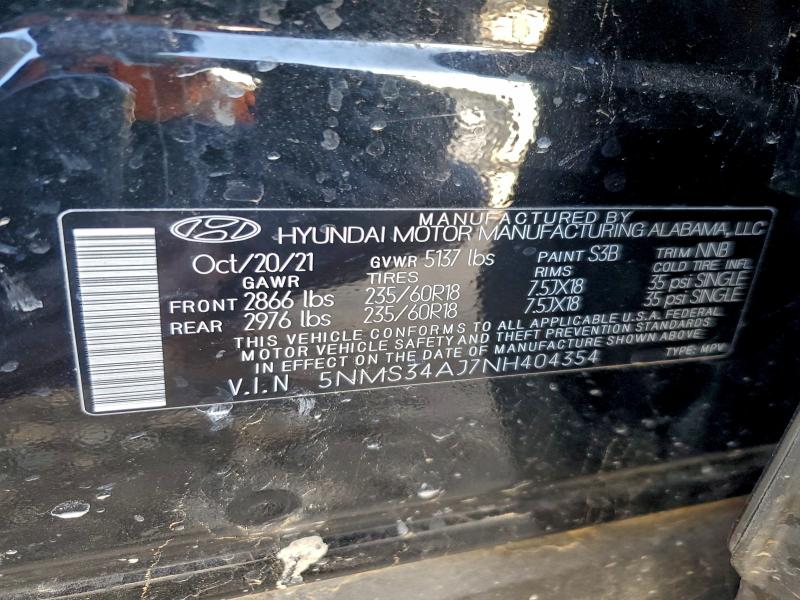 MANUFACTURED BY
HYUNDAI MOTOR MANUFACTURING ALABAMA, LLC
Oct/20/21 GVWR 5137 lbs PAINT S3B TRIM NNB
GAWR TIRES RIMS COLD TIRE INFL
FRONT 2866 lbs 235/60R18 7.5JX18 35 psi SINGLE
REAR 2976 lbs 235/60R18 7.5JX18 35 psi SINGLE
THIS VEHICLE CONFORMS TO ALL APPLICABLE U.S.A. FEDERAL
MOTOR VEHICLE SAFETY AND THEFT PREVENTION STANDARDS
IN EFFECT ON THE DATE OF MANUFACTURE SHOWN ABOVE
V.I.N 5NMS34AJ7NH404354 TYPE: MPV